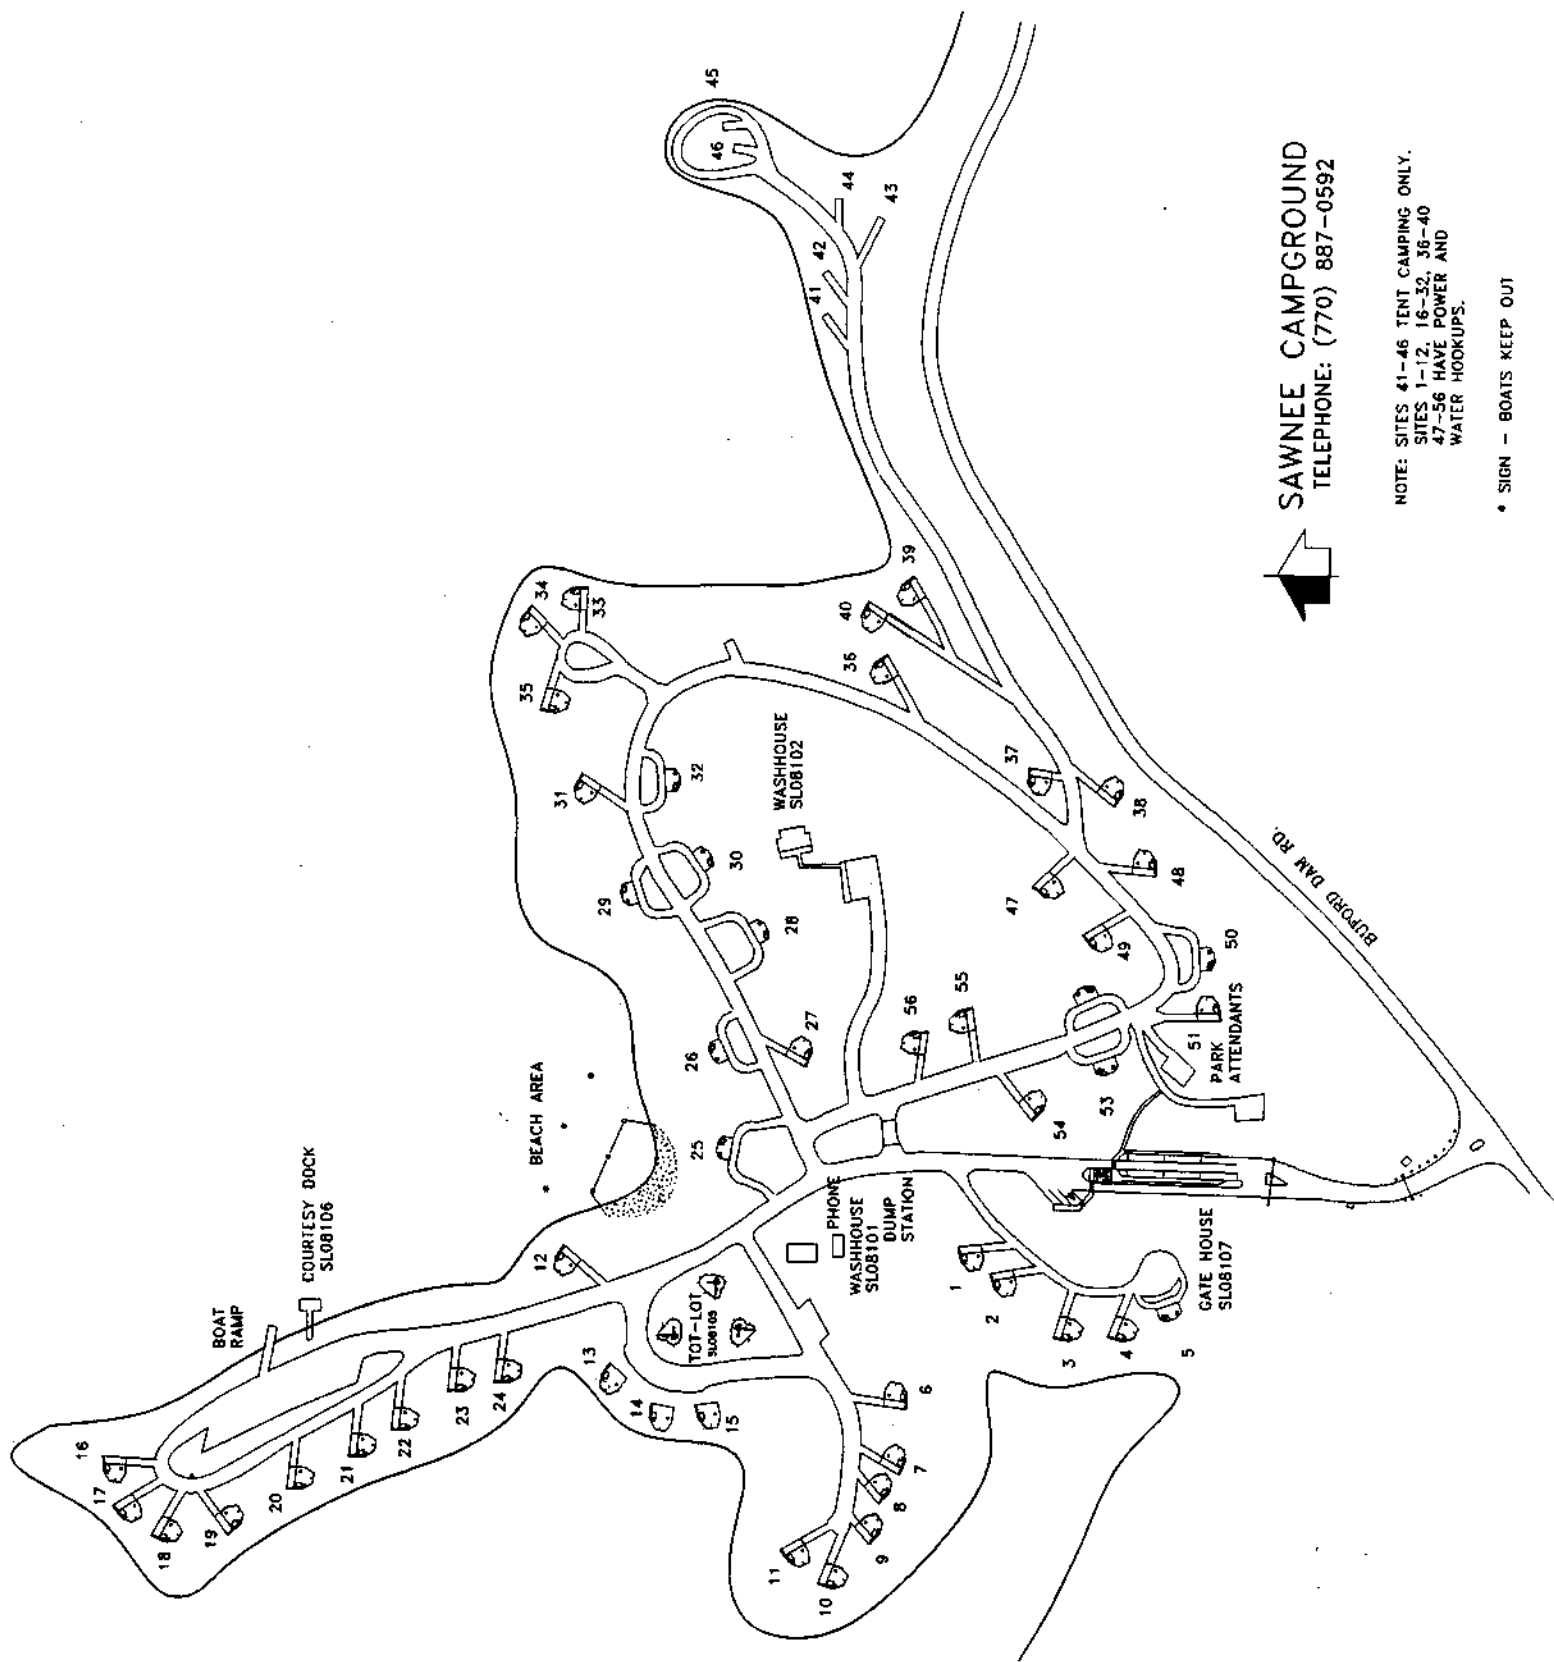 SAWNEE CAMPGROUND
TELEPHONE: (770) 887-0592
NOTE: SITES 41-46 TENT CAMPING ONLY.
SITES 1-12, 16-32, 36-40
47-56 HAVE POWER AND
WATER HOOKUPS.
* SIGN - BOATS KEEP OUT
BUFORD DAM RD.
BOAT
RAMP
COURTESY DOCK
SL08106
BEACH AREA
WASHHOUSE
SL08102
PHONE
WASHHOUSE
SL08101
DUMP
STATION
TOT-LOT
SL08105
GATE HOUSE
SL08107
PARK
ATTENDANTS
1
2
3
4
5
6
7
8
9
10
11
12
13
14
15
16
17
18
19
20
21
22
23
24
25
26
27
28
29
30
31
32
33
34
35
36
37
38
39
40
41
42
43
44
45
46
47
48
49
50
51
53
54
55
56